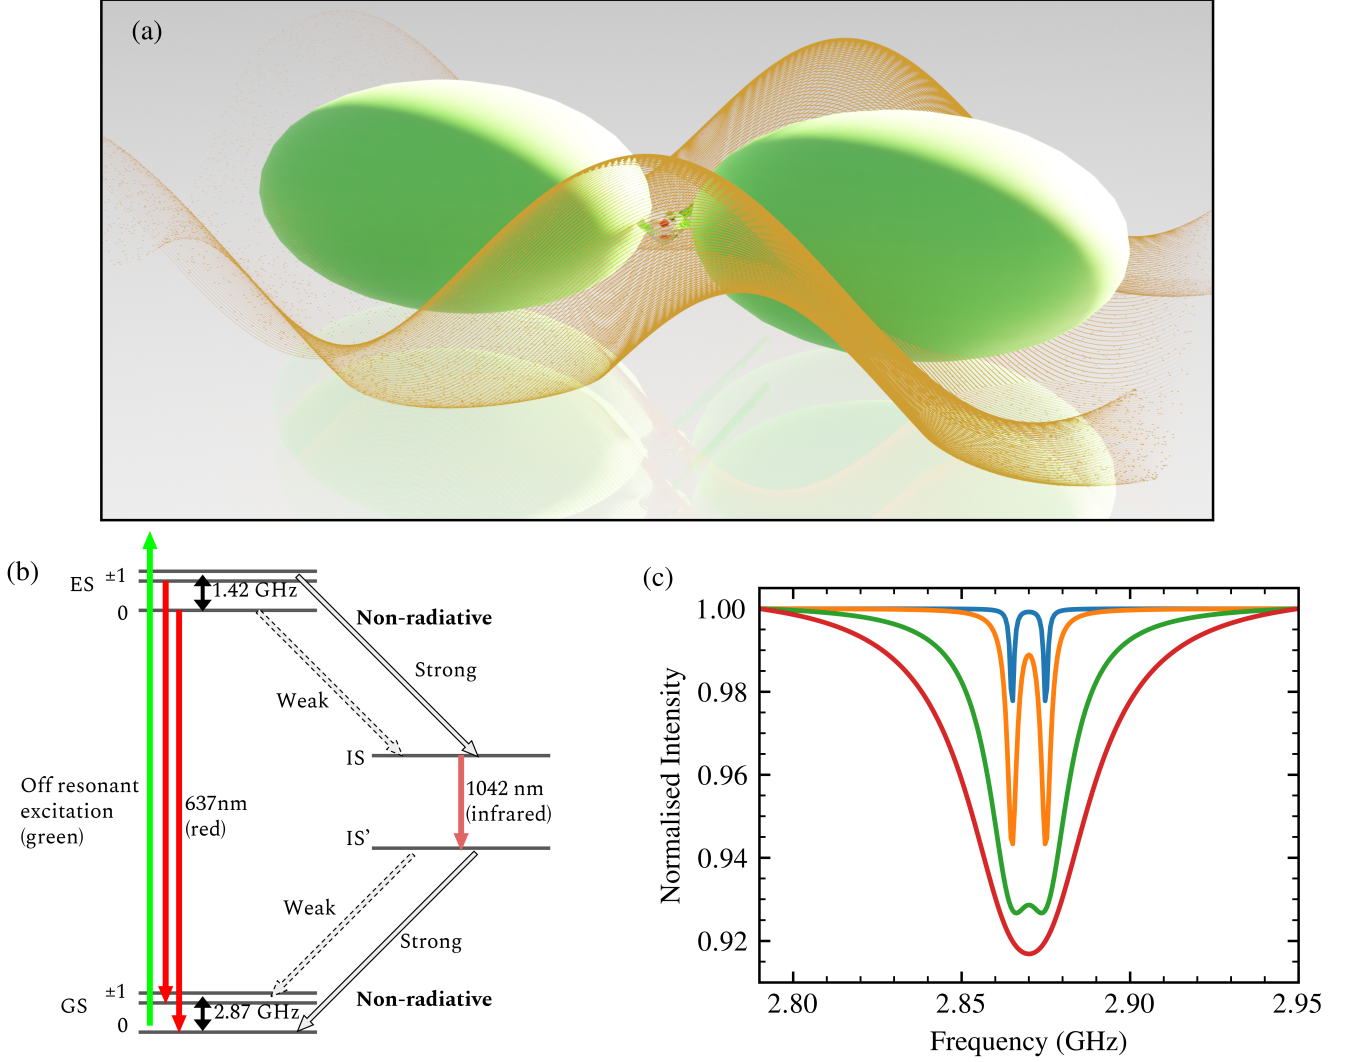 (a)
(b)
ES
±1
0
1.42 GHz
Non-radiative
Strong
Weak
IS
Off resonant
excitation
(green)
637nm
(red)
1042 nm
(infrared)
IS'
Weak
Strong
Non-radiative
GS
±1
0
2.87 GHz
(c)
Normalised Intensity
1.00
0.98
0.96
0.94
0.92
2.80
2.85
2.90
2.95
Frequency (GHz)